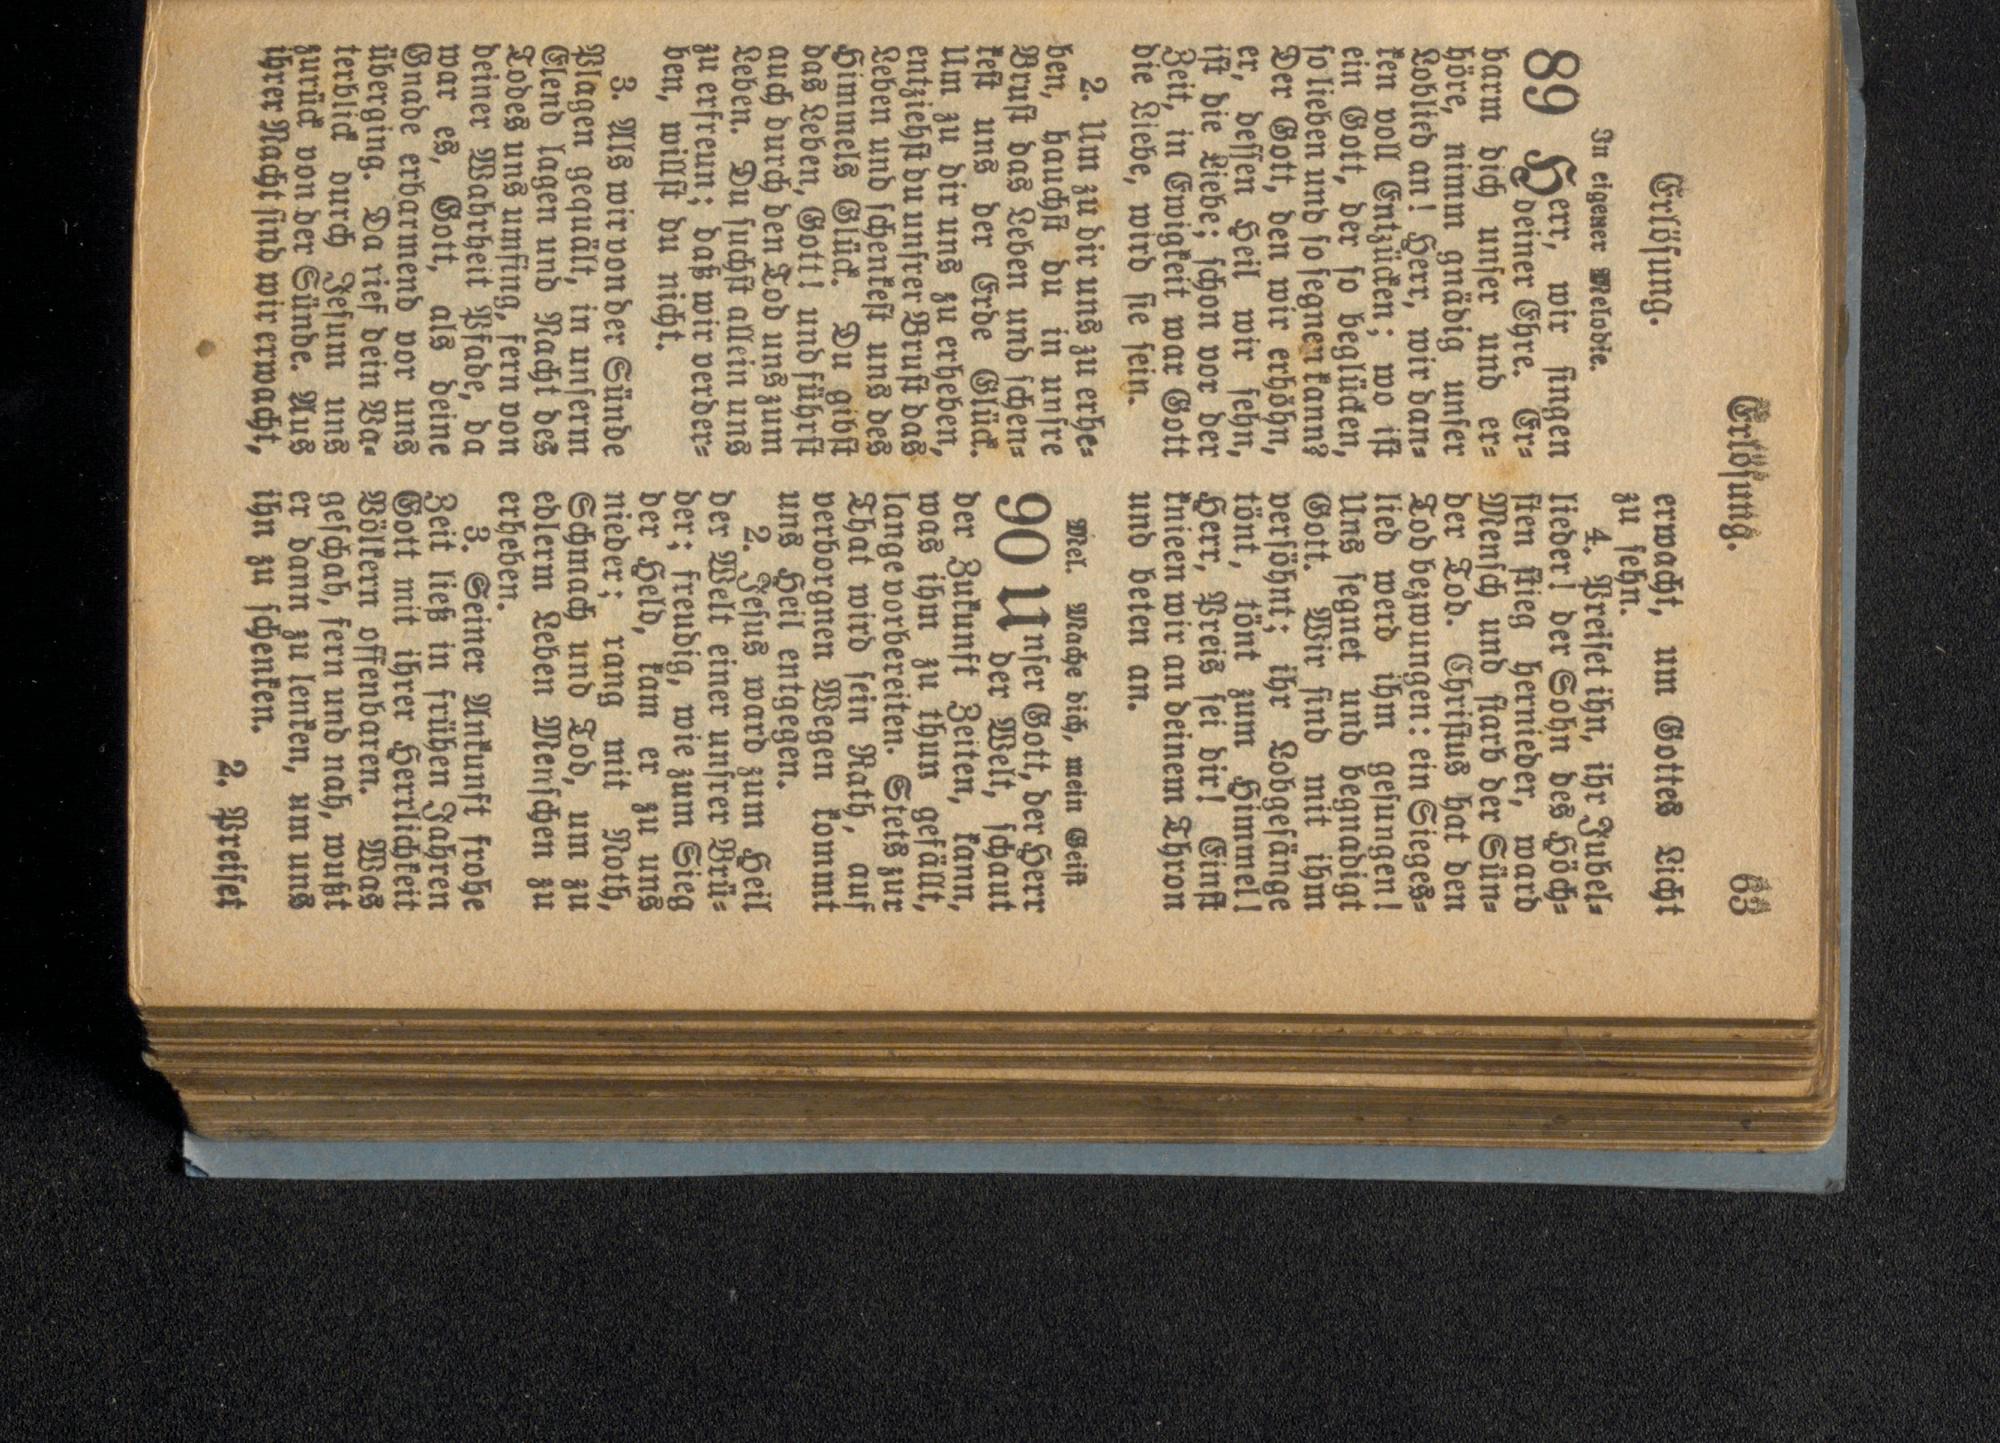 Erlösung.
63
Erlösung.
In eigener Melodie.
89 Herr, wir singen
deiner Ehre. Er-
barm dich unser und er-
höre, nimm gnädig unser
Loblied an! Herr, wir dan-
ken voll Entzücken; wo ist
ein Gott, der so beglücken,
so lieben und so segnen kann?
Der Gott, den wir erhöhn,
er, dessen Heil wir sehn,
ist die Liebe; schon vor der
Zeit, in Ewigkeit war Gott
die Liebe, wird sie sein.
2. Um zu dir uns zu erhe-
ben, hauchst du in unsre
Brust das Leben und schen-
kest uns der Erde Glück.
Um zu dir uns zu erheben,
entziehst du unsrer Brust das
Leben und schenkest uns des
Himmels Glück. Du gibst
das Leben, Gott! und führst
auch durch den Tod uns zum
Leben. Du suchst allein uns
zu erfreun; daß wir verder-
ben, willst du nicht.
3. Als wir von der Sünde
Plagen gequält, in unserm
Elend lagen und Nacht des
Todes uns umfing, fern von
deiner Wahrheit Pfade, da
war es, Gott, als deine
Gnade erbarmend vor uns
überging. Da rief dein Va-
terblick durch Jesum uns
zurück von der Sünde. Aus
ihrer Nacht sind wir erwacht,
erwacht, um Gottes Licht
zu sehn.
4. Preiset ihn, ihr Jubel-
lieder! der Sohn des Höch-
sten stieg hernieder, ward
Mensch und starb der Sün-
der Tod. Christus hat den
Tod bezwungen: ein Sieges-
lied werd ihm gesungen!
Uns segnet und begnadigt
Gott. Wir sind mit ihm
versöhnt; ihr Lobgesänge
tönt, tönt zum Himmel!
Herr, Preis sei dir! Einst
knieen wir an deinem Thron
und beten an.
Mel. Wache dich, mein Geist
90 Unser Gott, der Herr
der Welt, schaut
der Zukunft Zeiten, kann,
was ihn zu thun gefällt,
lange vorbereiten. Stets zur
That wird sein Rath, auf
verborgnen Wegen kommt
uns Heil entgegen.
2. Jesus ward zum Heil
der Welt einer unsrer Brü-
der; freudig, wie zum Sieg
der Held, kam er zu uns
nieder; rang mit Noth,
Schmach und Tod, um zu
edlerm Leben Menschen zu
erheben.
3. Seiner Ankunft frohe
Zeit ließ in frühen Jahren
Gott mit ihrer Herrlichkeit
Völkern offenbaren. Was
geschah, fern und nah, wußt
er dann zu lenken, um uns
ihn zu schenken.
2. Preiset